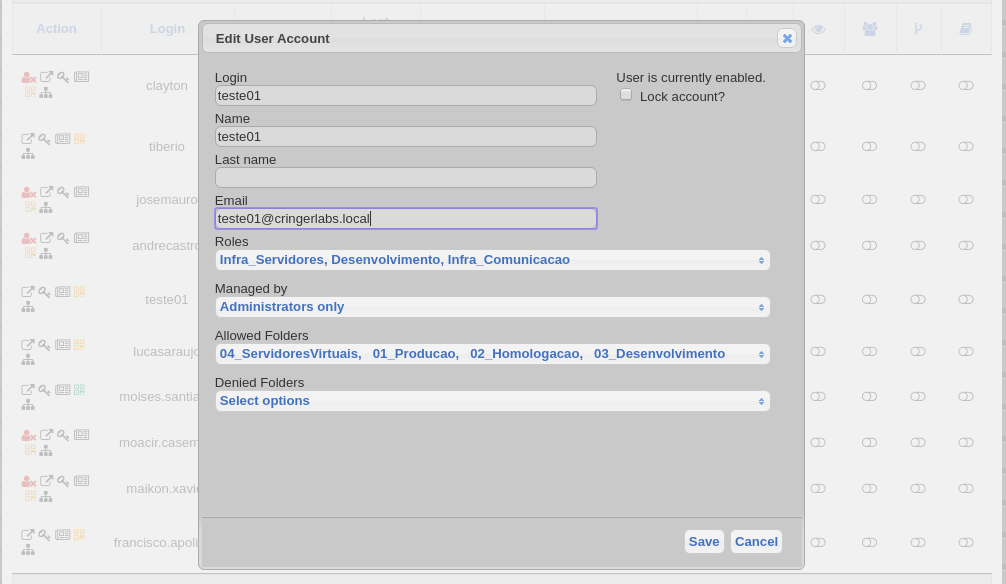 Action Login
Edit User Account
Login
teste01
User is currently enabled.
Lock account?
Name
teste01
Last name
Email
teste01@cringerlabs.local
Roles
Infra_Servidores, Desenvolvimento, Infra_Comunicacao
Managed by
Administrators only
Allowed Folders
04_ServidoresVirtuais, 01_Producao, 02_Homologacao, 03_Desenvolvimento
Denied Folders
Select options
Save Cancel
clayton
tiberio
josemauro
andrecastro
teste01
lucasaraujo
moises.santia
moacir.casem
maikon.xavi
francisco.apoli